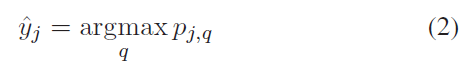 ŷ_j = argmax_q p_{j,q} (2)